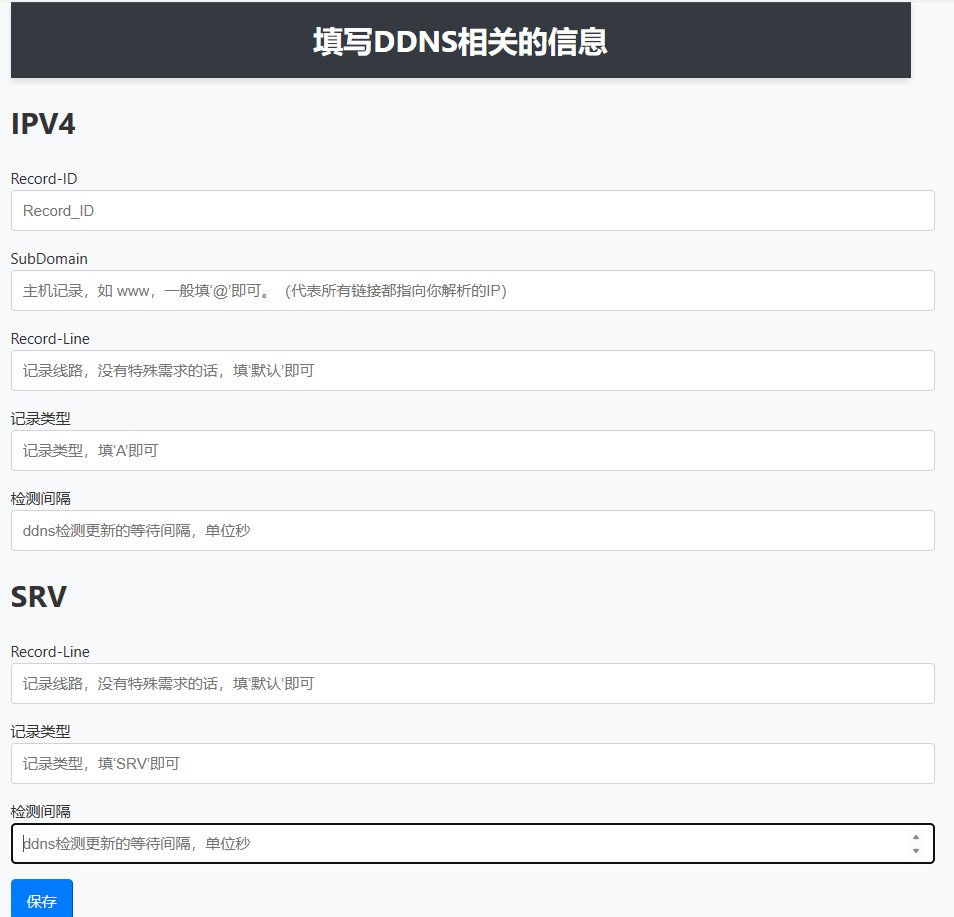 填写DDNS相关的信息
IPV4
Record-ID
Record_ID
SubDomain
主机记录，如 www，一般填'@'即可。（代表所有链接都指向你解析的IP）
Record-Line
记录线路，没有特殊需求的话，填'默认'即可
记录类型
记录类型，填'A'即可
检测间隔
ddns检测更新的等待间隔，单位秒
SRV
Record-Line
记录线路，没有特殊需求的话，填'默认'即可
记录类型
记录类型，填'SRV'即可
检测间隔
ddns检测更新的等待间隔，单位秒
保存